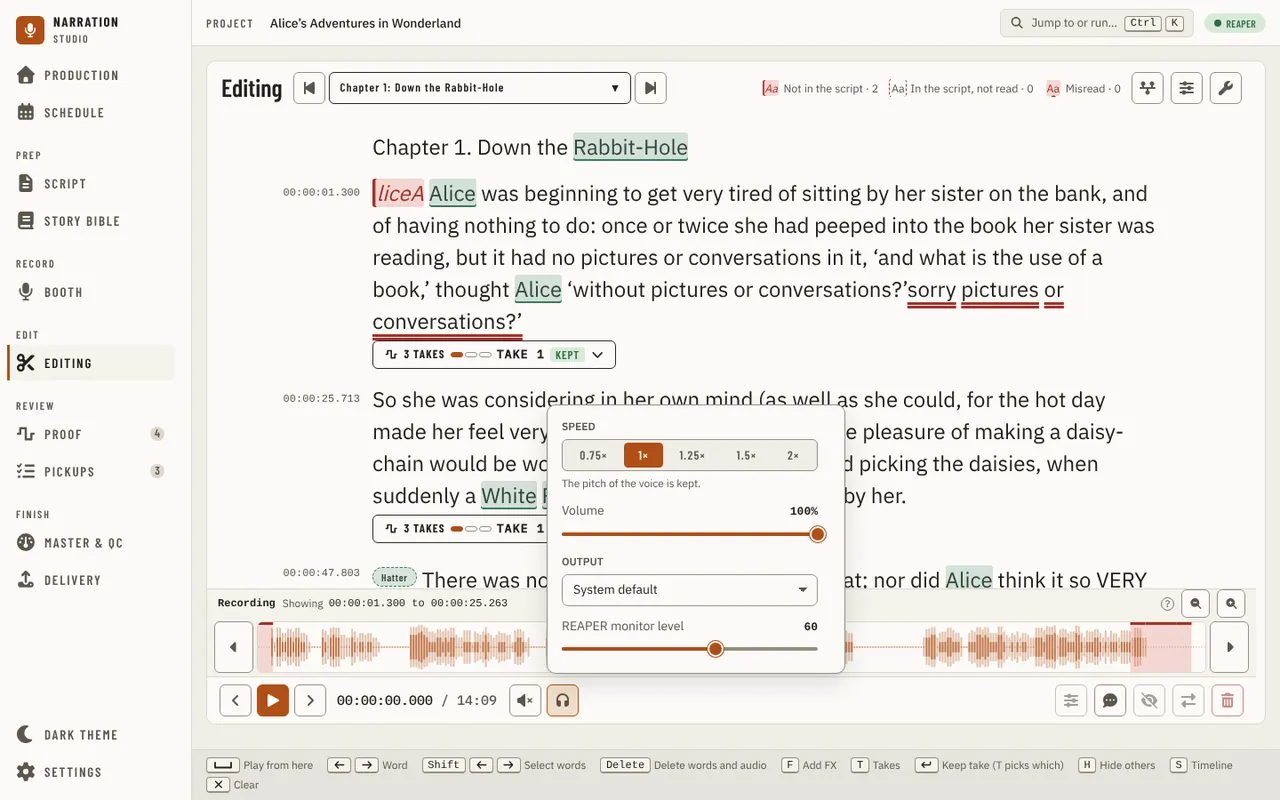 NARRATION
STUDIO
PRODUCTION
SCHEDULE
PREP
SCRIPT
STORY BIBLE
RECORD
BOOTH
EDIT
EDITING
REVIEW
PROOF 4
PICKUPS 3
FINISH
MASTER & QC
DELIVERY
DARK THEME
SETTINGS
PROJECT Alice's Adventures in Wonderland
Jump to or run... Ctrl K
REAPER
Editing
Chapter 1: Down the Rabbit-Hole
Aa Not in the script · 2 Aa In the script, not read · 0 Aa Misread · 0
Chapter 1. Down the Rabbit-Hole
00:00:01.300 liceA Alice was beginning to get very tired of sitting by her sister on the bank, and
of having nothing to do: once or twice she had peeped into the book her sister was
reading, but it had no pictures or conversations in it, ‘and what is the use of a
book,’ thought Alice ‘without pictures or conversations?’sorry pictures or
conversations?’
3 TAKES TAKE 1 KEPT
00:00:25.713 So she was considering in her own mind (as well as she could, for the hot day
made her feel very e pleasure of making a daisy-
chain would be wo d picking the daisies, when
suddenly a White by her.
3 TAKES TAKE 1
00:00:47.803 Hatter There was no at; nor did Alice think it so VERY
SPEED
0.75× 1× 1.25× 1.5× 2×
The pitch of the voice is kept.
Volume 100%
OUTPUT
System default
REAPER monitor level 60
Recording Showing 00:00:01.300 to 00:00:25.263
?
00:00:00.000 / 14:09
Play from here Word Shift Select words Delete Delete words and audio F Add FX T Takes Keep take (T picks which) H Hide others S Timeline
Clear